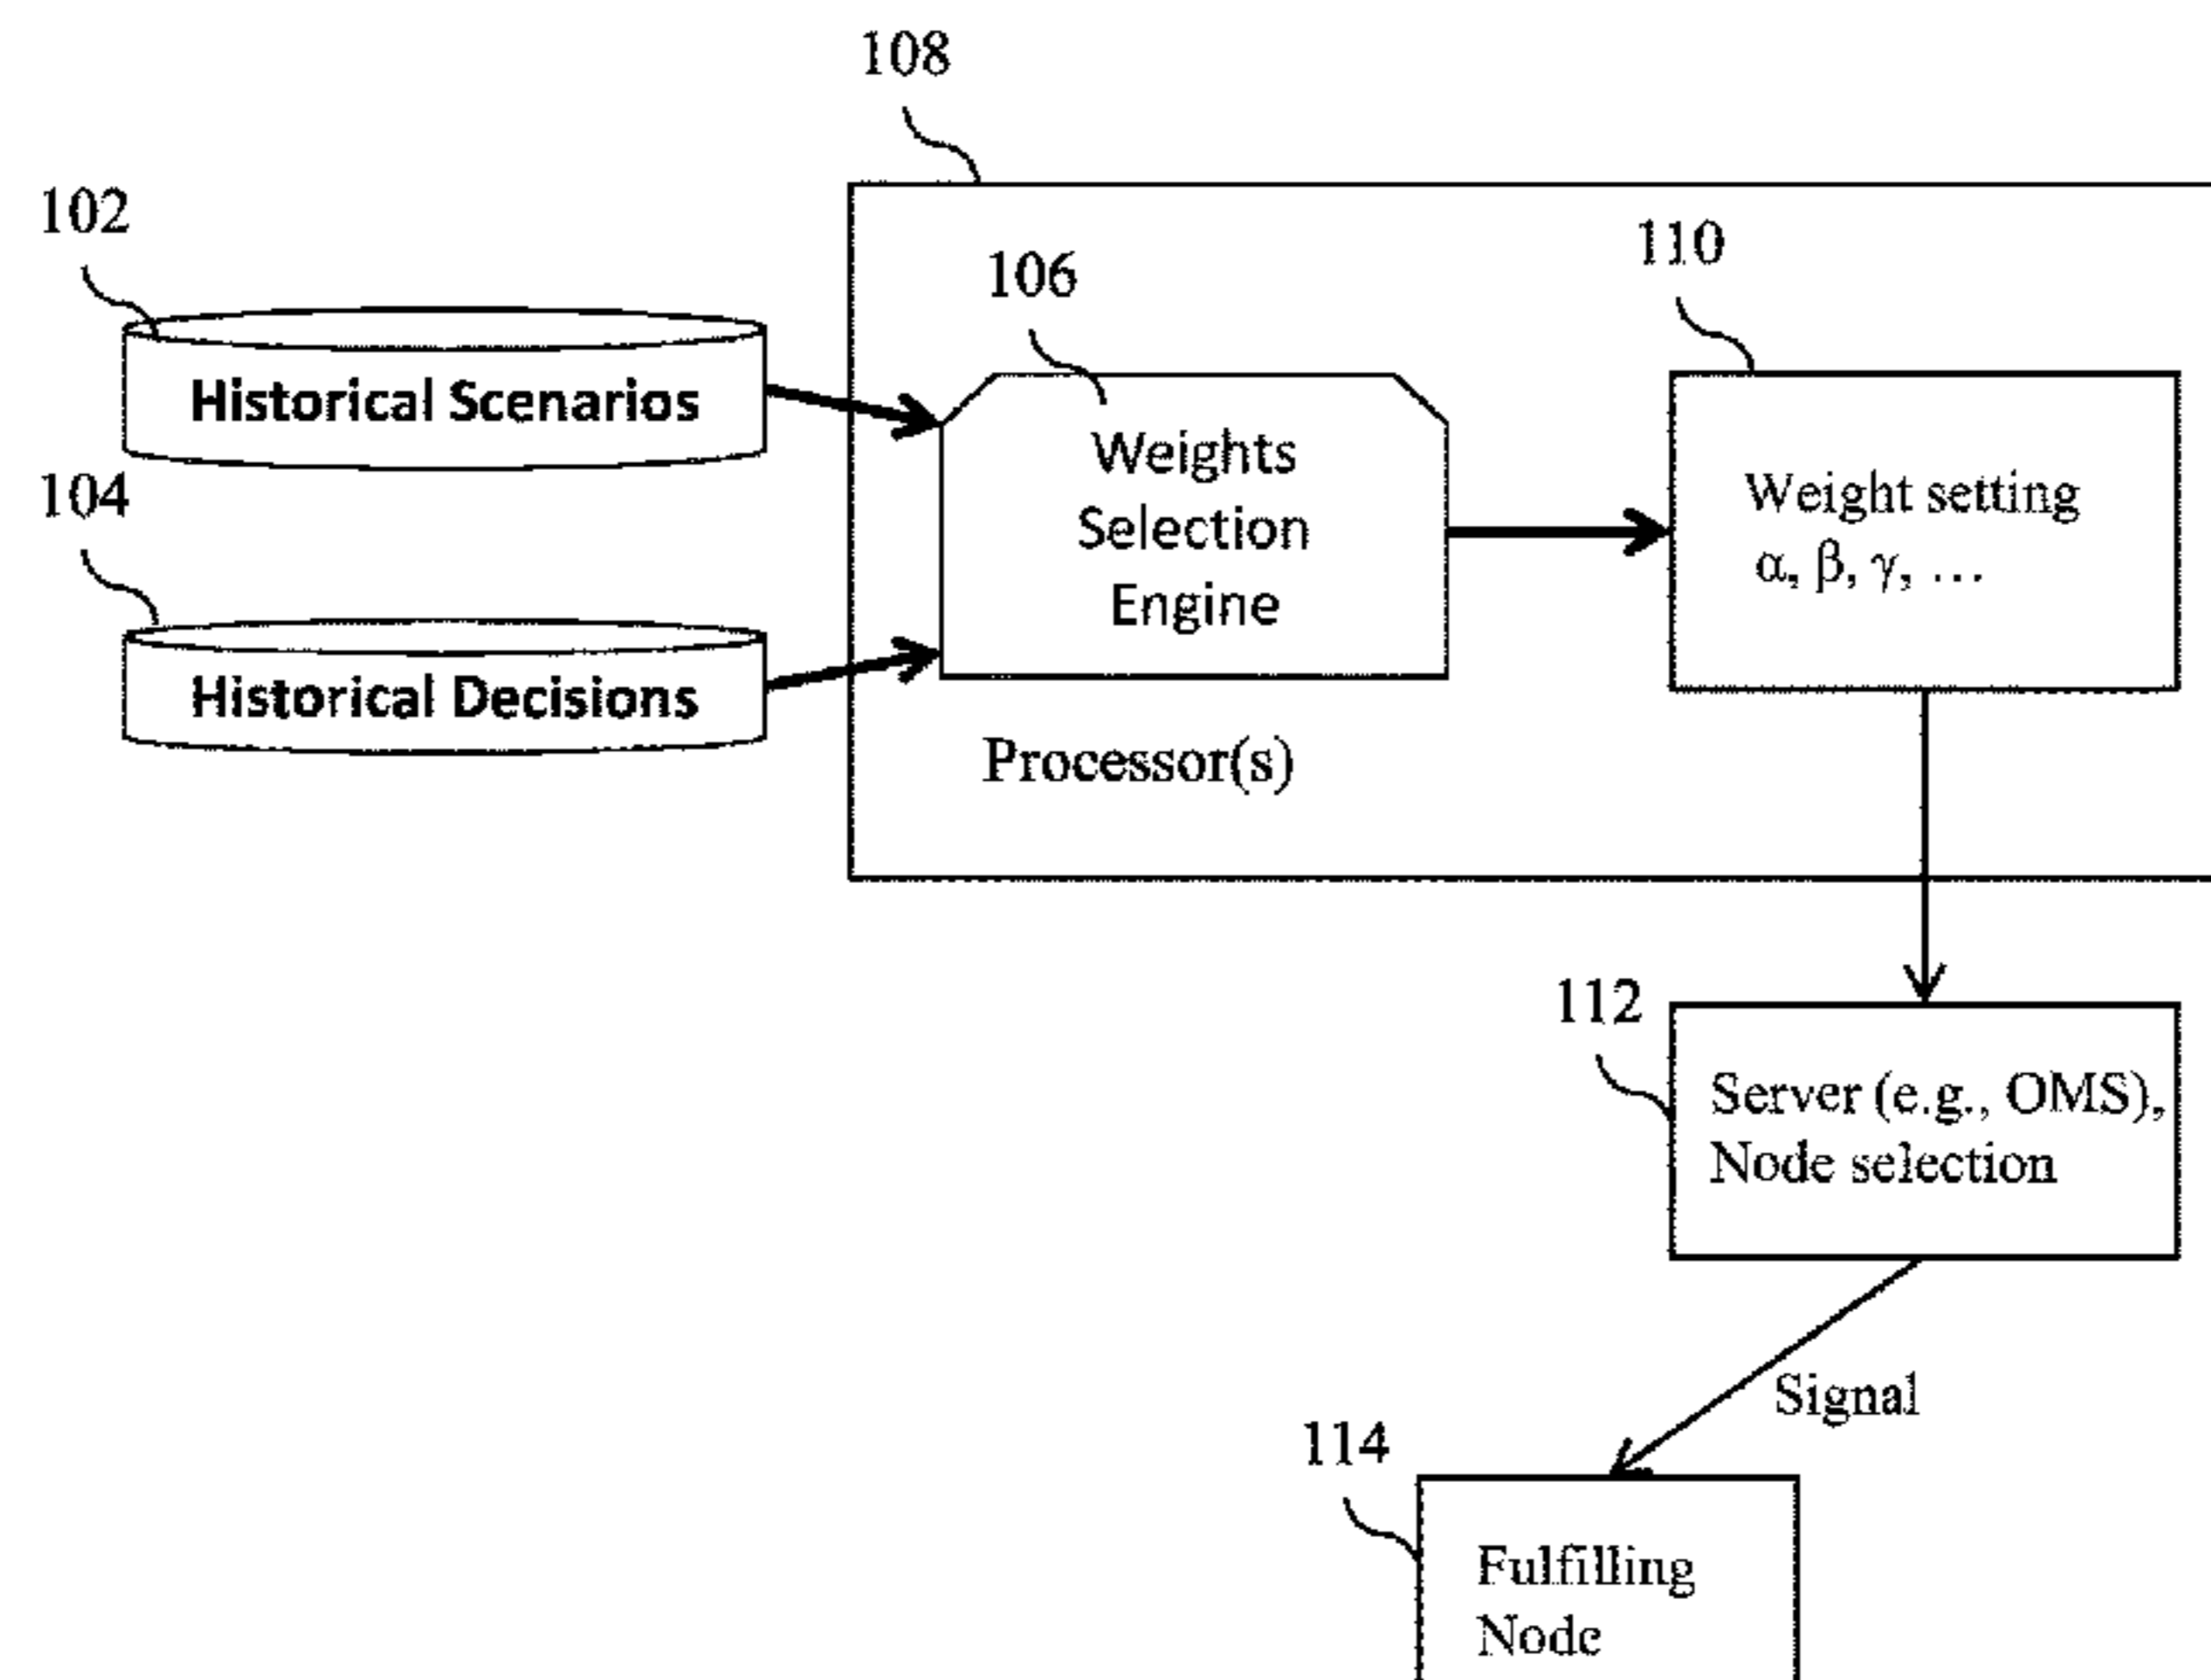 108
102
110
106
Historical Scenarios
Weights
Selection
Engine
Weight setting
α, β, γ, ...
104
Historical Decisions
Processor(s)
112
Server (e.g., OMS),
Node selection
Signal
114
Fulfilling
Node